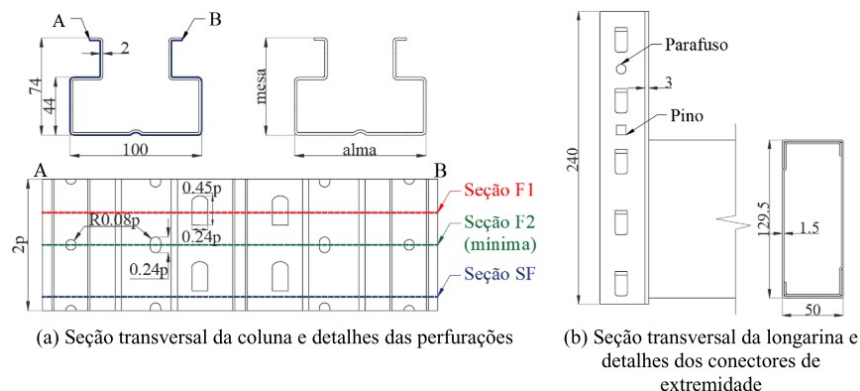 A
B
2
74
44
100
mesa
alma
A
B
2p
R0.08p
0.24p
0.45p
0.24p
Seção F1
Seção F2
(mínima)
Seção SF
(a) Seção transversal da coluna e detalhes das perfurações
240
Parafuso
3
Pino
129.5
1.5
50
(b) Seção transversal da longarina e
detalhes dos conectores de
extremidade